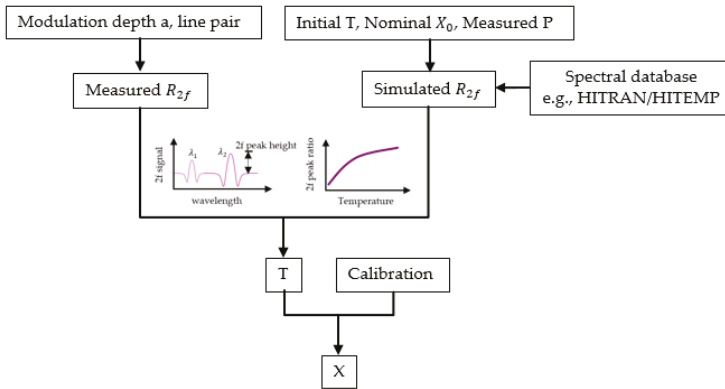 Modulation depth a, line pair
Initial T, Nominal X₀, Measured P
Measured R₂f
Simulated R₂f
Spectral database
e.g., HITRAN/HITEMP
2f signal
λ₁
λ₂
2f peak height
wavelength
2f peak ratio
Temperature
T
Calibration
X